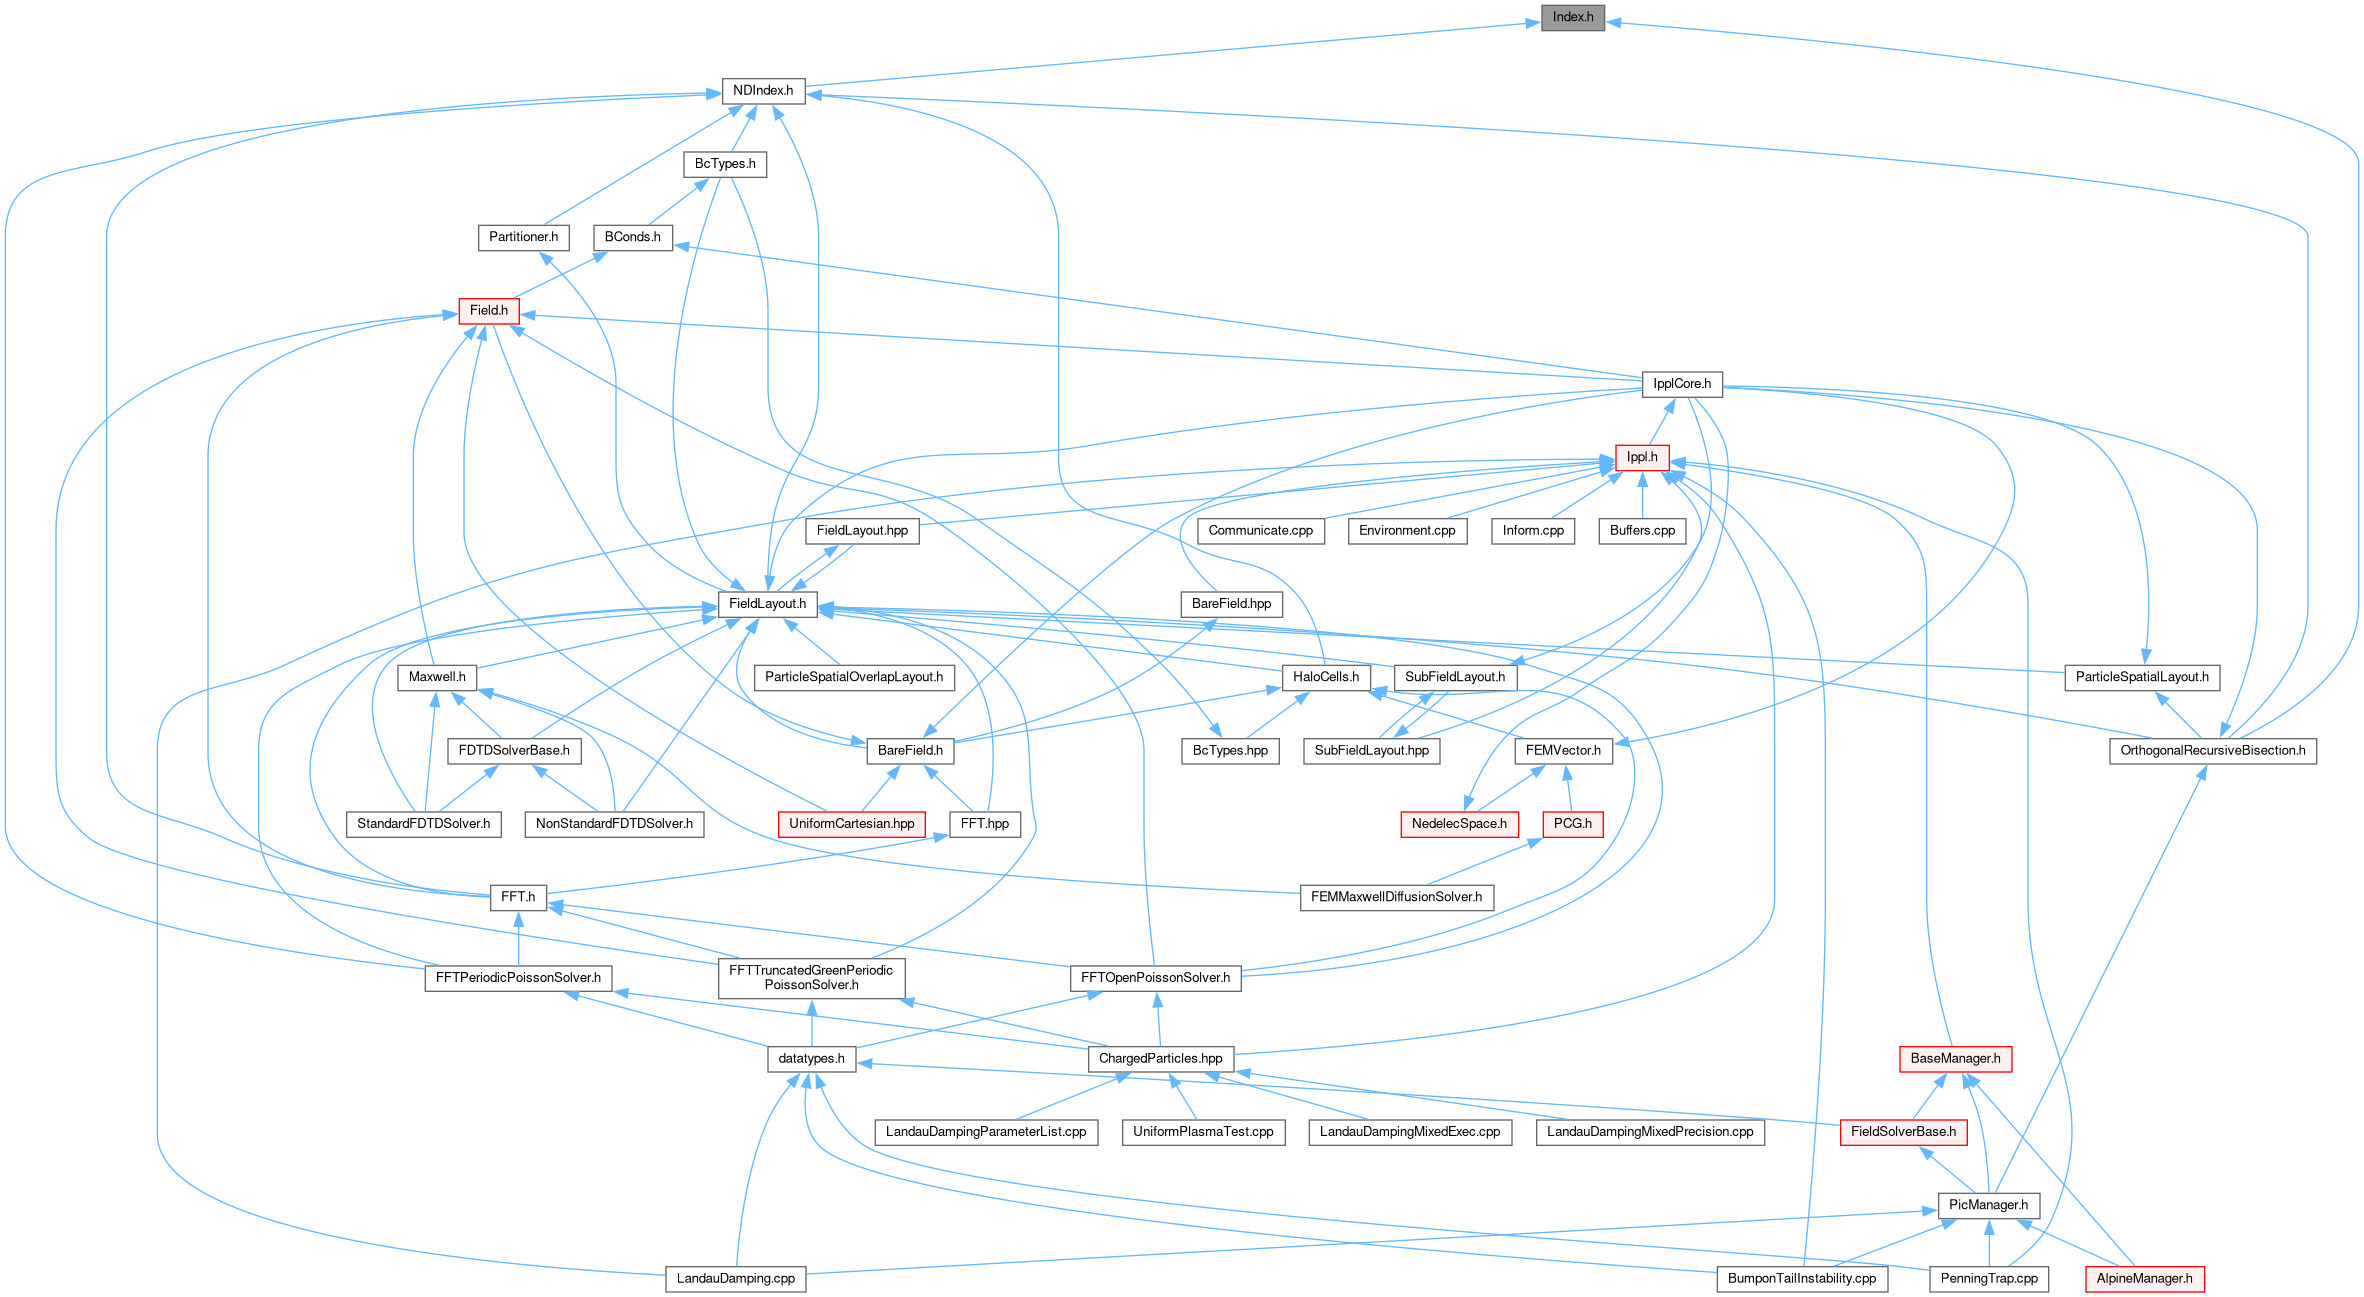 Index.h
NDIndex.h
BcTypes.h
Partitioner.h
BConds.h
Field.h
IpplCore.h
Ippl.h
FieldLayout.hpp
Communicate.cpp
Environment.cpp
Inform.cpp
Buffers.cpp
FieldLayout.h
BareField.hpp
Maxwell.h
ParticleSpatialOverlapLayout.h
HaloCells.h
SubFieldLayout.h
ParticleSpatialLayout.h
FDTDSolverBase.h
BareField.h
BcTypes.hpp
SubFieldLayout.hpp
FEMVector.h
OrthogonalRecursiveBisection.h
StandardFDTDSolver.h
NonStandardFDTDSolver.h
UniformCartesian.hpp
FFT.hpp
NedelecSpace.h
PCG.h
FFT.h
FEMMaxwellDiffusionSolver.h
FFTPeriodicPoissonSolver.h
FFTTruncatedGreenPeriodic
PoissonSolver.h
FFTOpenPoissonSolver.h
datatypes.h
ChargedParticles.hpp
BaseManager.h
LandauDampingParameterList.cpp
UniformPlasmaTest.cpp
LandauDampingMixedExec.cpp
LandauDampingMixedPrecision.cpp
FieldSolverBase.h
PicManager.h
LandauDamping.cpp
BumponTailInstability.cpp
PenningTrap.cpp
AlpineManager.h